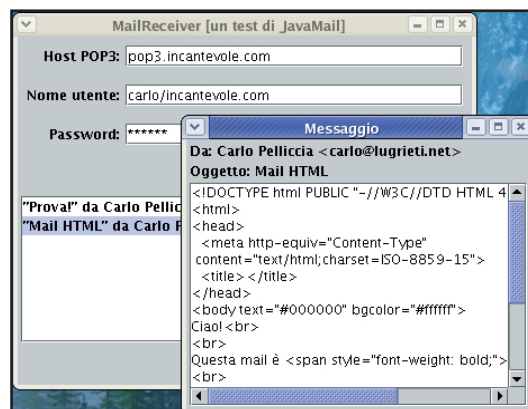 MailReceiver [un test di JavaMail]
Host POP3: pop3.incantevole.com
Nome utente: carlo/incantevole.com
Password: ******
"Prova!" da Carlo Pellic
"Mail HTML" da Carlo P
Messaggio
Da: Carlo Pelliccia <carlo@lugrieti.net>
Oggetto: Mail HTML
<!DOCTYPE html PUBLIC "-//W3C//DTD HTML 4
<html>
<head>
<meta http-equiv="Content-Type"
content="text/html;charset=ISO-8859-15">
<title></title>
</head>
<body text="#000000" bgcolor="#ffffff">
Ciao!<br>
<br>
Questa mail è <span style="font-weight: bold;">
<br>